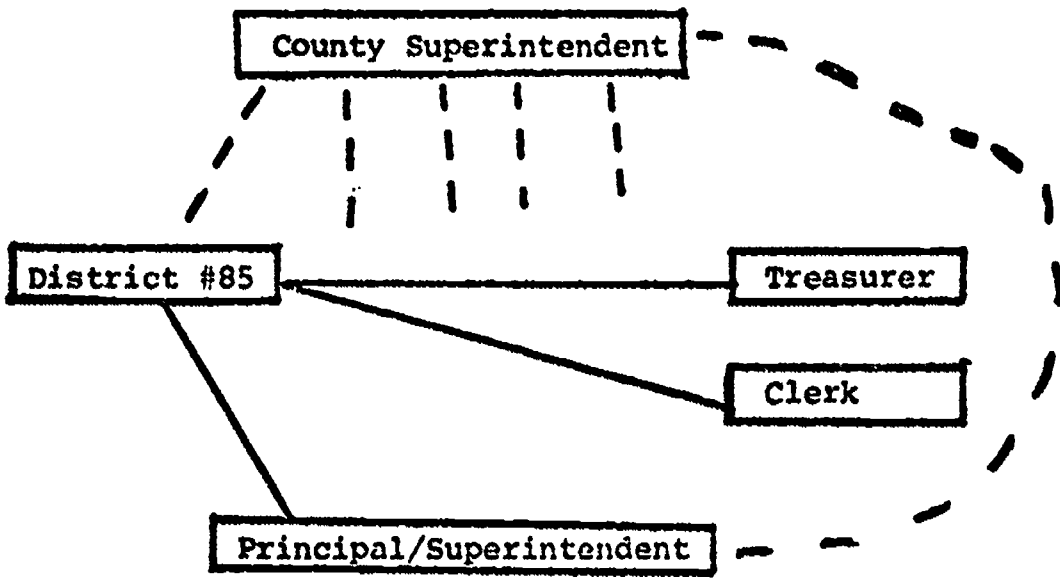 County Superintendent
District #85
Treasurer
Clerk
Principal/Superintendent